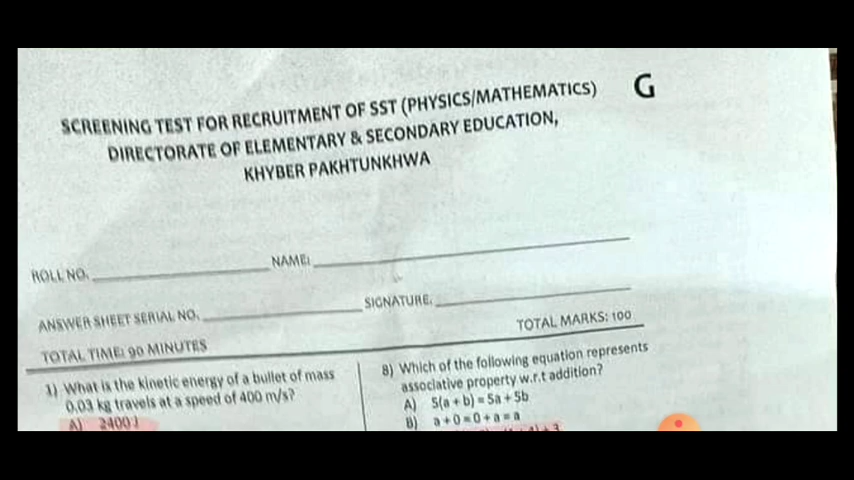 G
SCREENING TEST FOR RECRUITMENT OF SST (PHYSICS/MATHEMATICS)
DIRECTORATE OF ELEMENTARY & SECONDARY EDUCATION,
KHYBER PAKHTUNKHWA
ROLL NO. NAME:
ANSWER SHEET SERIAL NO. SIGNATURE.
TOTAL TIME: 90 MINUTES TOTAL MARKS: 100
1) What is the kinetic energy of a bullet of mass
0.03 kg travels at a speed of 400 m/s?
A) 2400 J
8) Which of the following equation represents
associative property w.r.t addition?
A) 5(a + b) = 5a + 5b
B) a + 0 = 0 + a = a